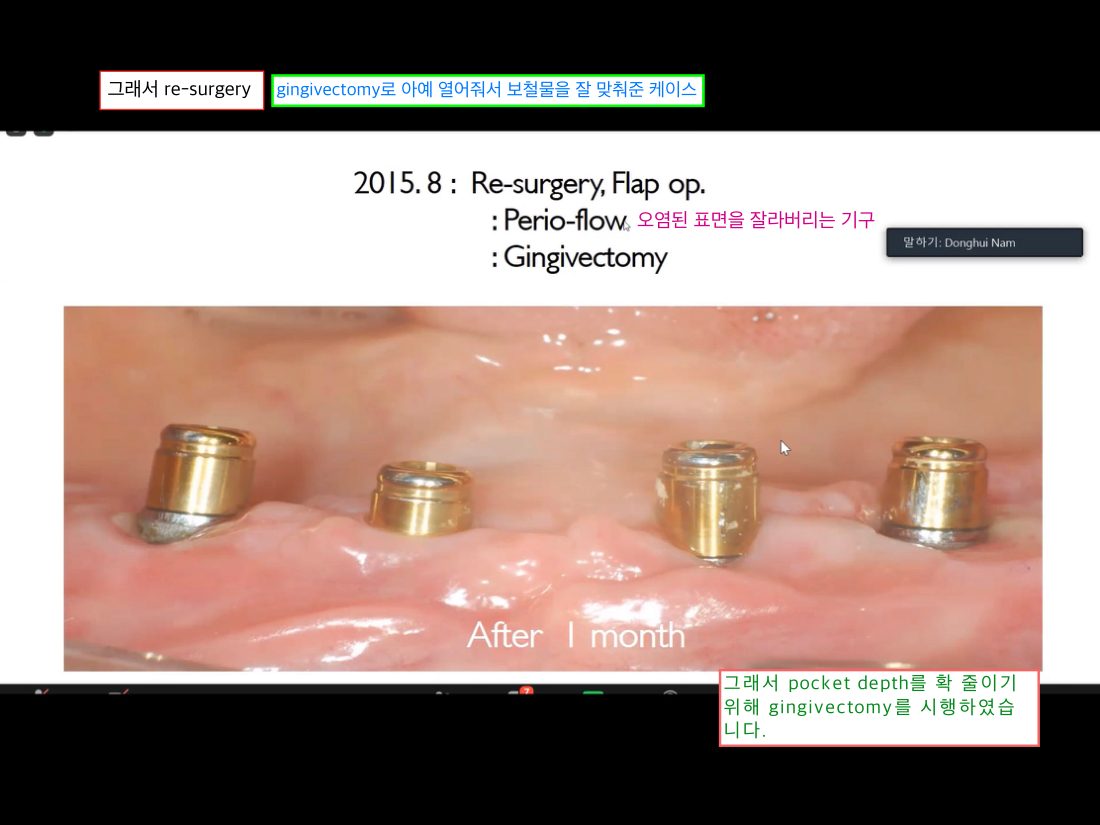 그래서 re-surgery
gingivectomy로 아예 열어줘서 보철물을 잘 맞춰준 케이스
2015. 8 : Re-surgery, Flap op.
: Perio-flow 오염된 표면을 잘라버리는 기구
말하기: Donghui Nam
: Gingivectomy
After 1 month
7
그래서 pocket depth를 확 줄이기
위해 gingivectomy를 시행하였습
니다.